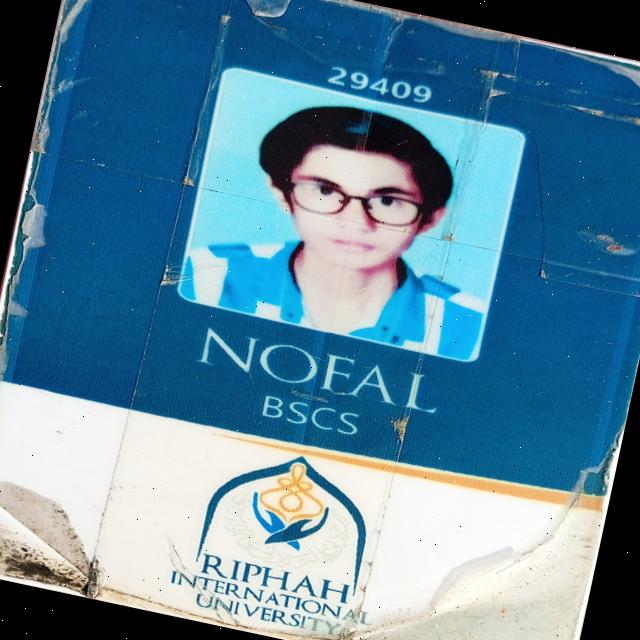 29409
NOFAL
BSCS
RIPHAH
INTERNATIONAL
UNIVERSITY